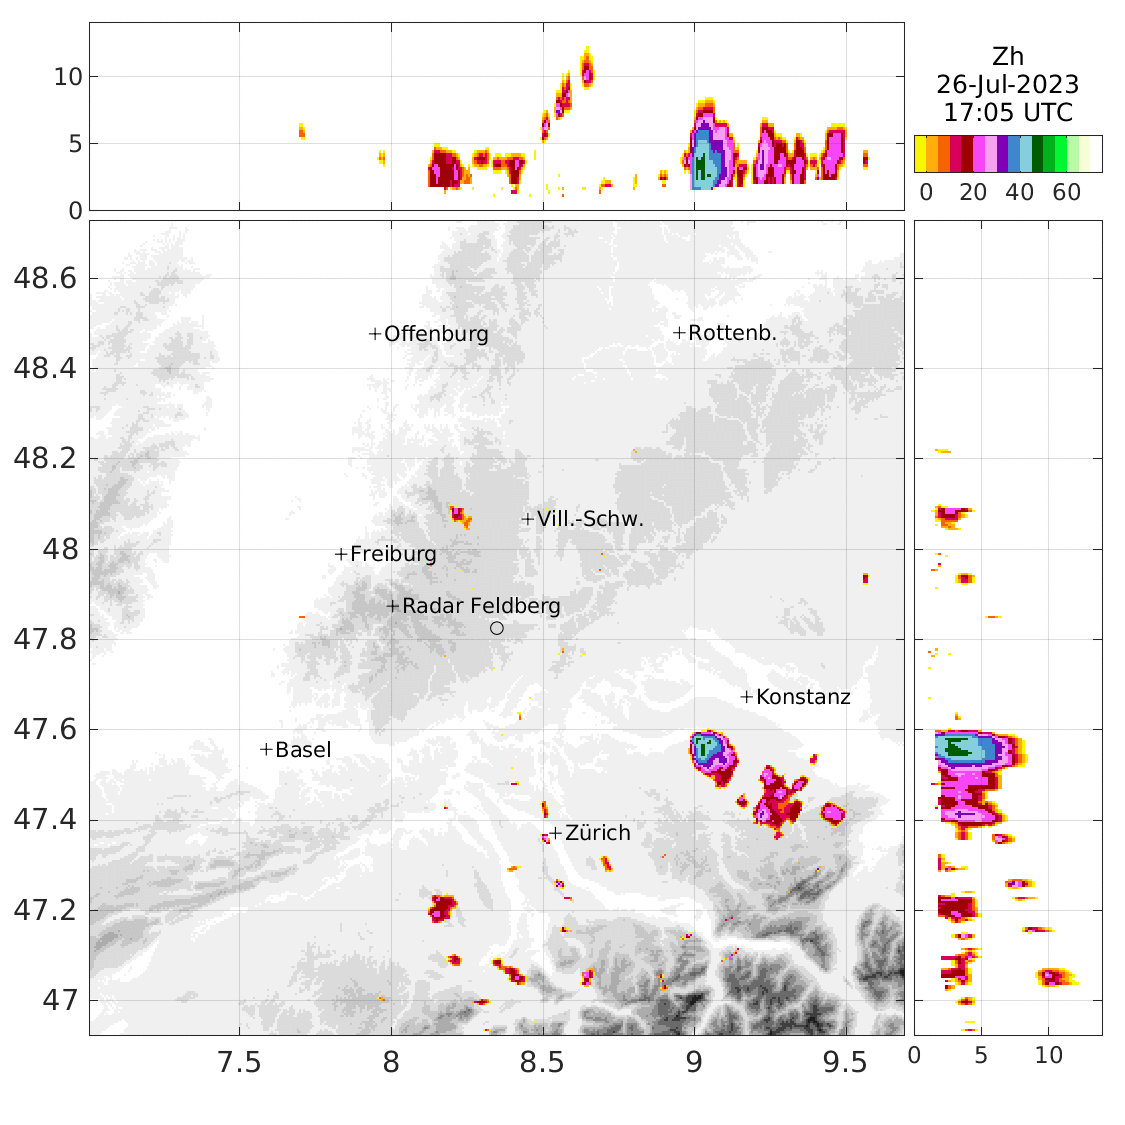 10
5
0
Zh
26-Jul-2023
17:05 UTC
0 20 40 60
48.6
48.4
48.2
48
47.8
47.6
47.4
47.2
47
+Offenburg
+Rottenb.
+Vill.-Schw.
+Freiburg
+Radar Feldberg
+Konstanz
+Basel
+Zürich
7.5 8 8.5 9 9.5
0 5 10